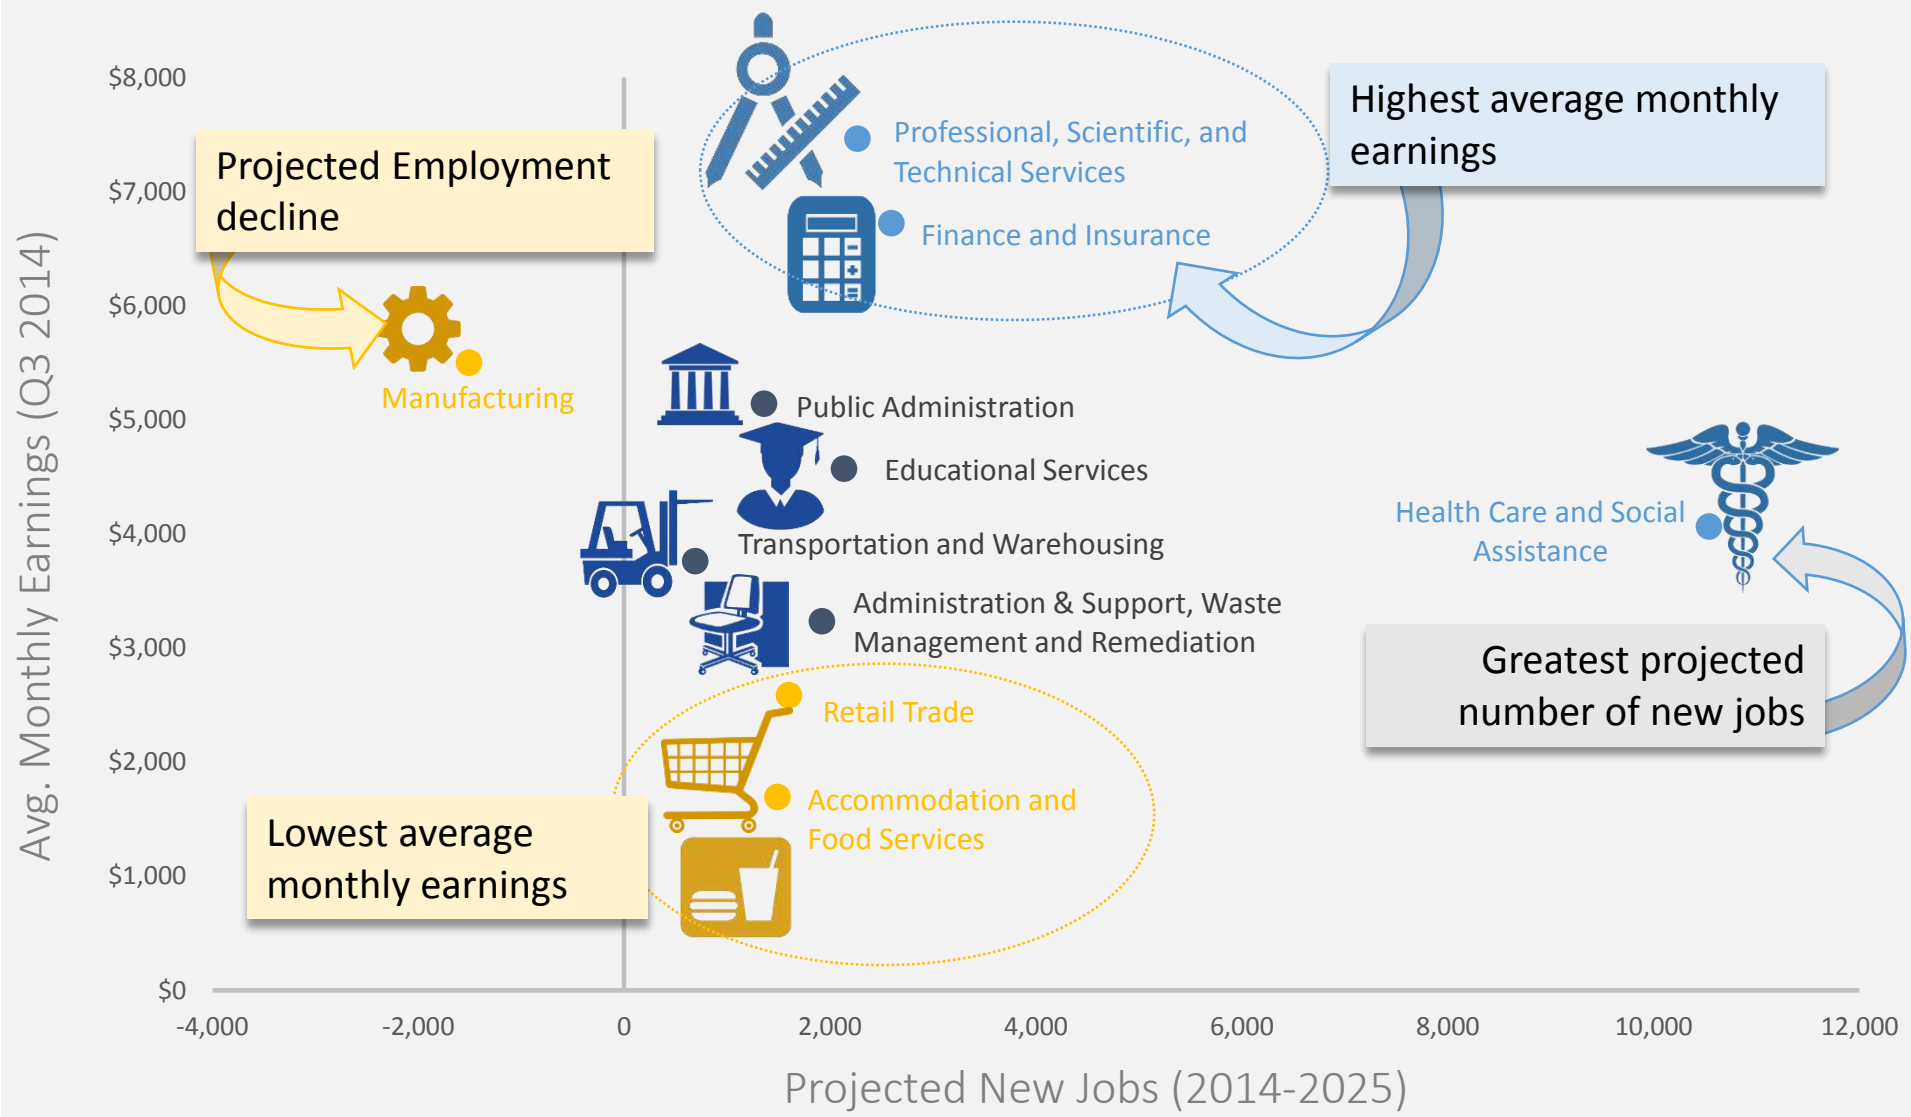 Avg. Monthly Earnings (Q3 2014)
$8,000
$7,000
$6,000
$5,000
$4,000
$3,000
$2,000
$1,000
$0
Projected Employment
decline
Manufacturing
Professional, Scientific, and
Technical Services
Finance and Insurance
Highest average monthly
earnings
Public Administration
Educational Services
Transportation and Warehousing
Administration & Support, Waste
Management and Remediation
Health Care and Social
Assistance
Greatest projected
number of new jobs
Retail Trade
Accommodation and
Food Services
Lowest average
monthly earnings
-4,000
-2,000
0
2,000
4,000
6,000
8,000
10,000
12,000
Projected New Jobs (2014-2025)